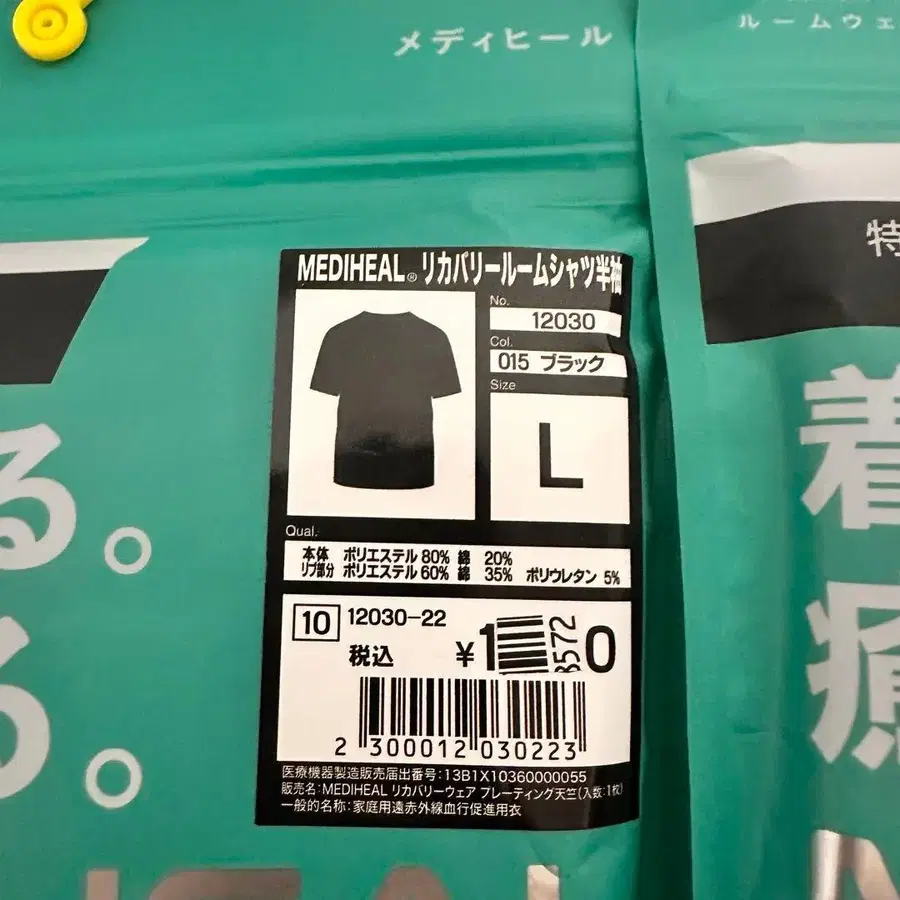 メディヒール
ルームウェ
特
着
療
る。
る。
MEDIHEAL® リカバリールームシャツ半袖
No.
12030
Col.
015 ブラック
Size
L
Qual.
本体 ポリエステル 80% 綿 20%
リブ部分 ポリエステル 60% 綿 35% ポリウレタン 5%
10 12030-22
税込 ¥1 8572 0
2 300012 030223
医療機器製造販売届出番号:13B1X10360000055
販売名:MEDIHEAL リカバリーウェア プレーティング天竺(入数:1枚)
一般的名称:家庭用遠赤外線血行促進用衣